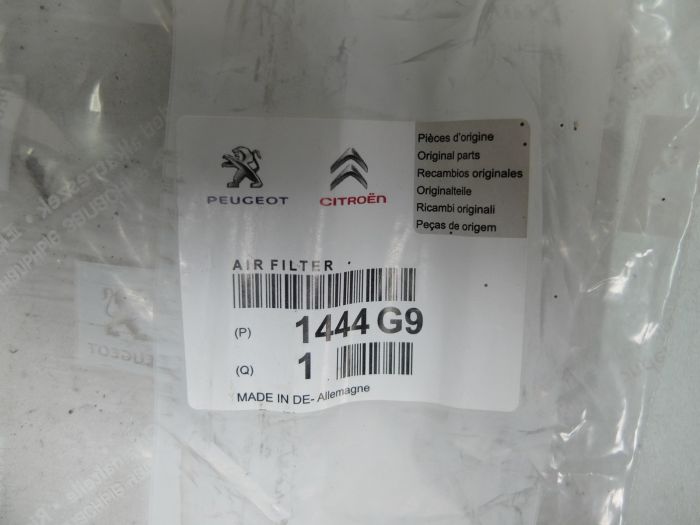 PEUGEOT
CITROËN
Pièces d'origine
Original parts
Recambios originales
Originalteile
Ricambi originali
Peças de origem
AIR FILTER
(P) 1444 G9
(Q) 1
MADE IN DE- Allemagne
PEUGEOT